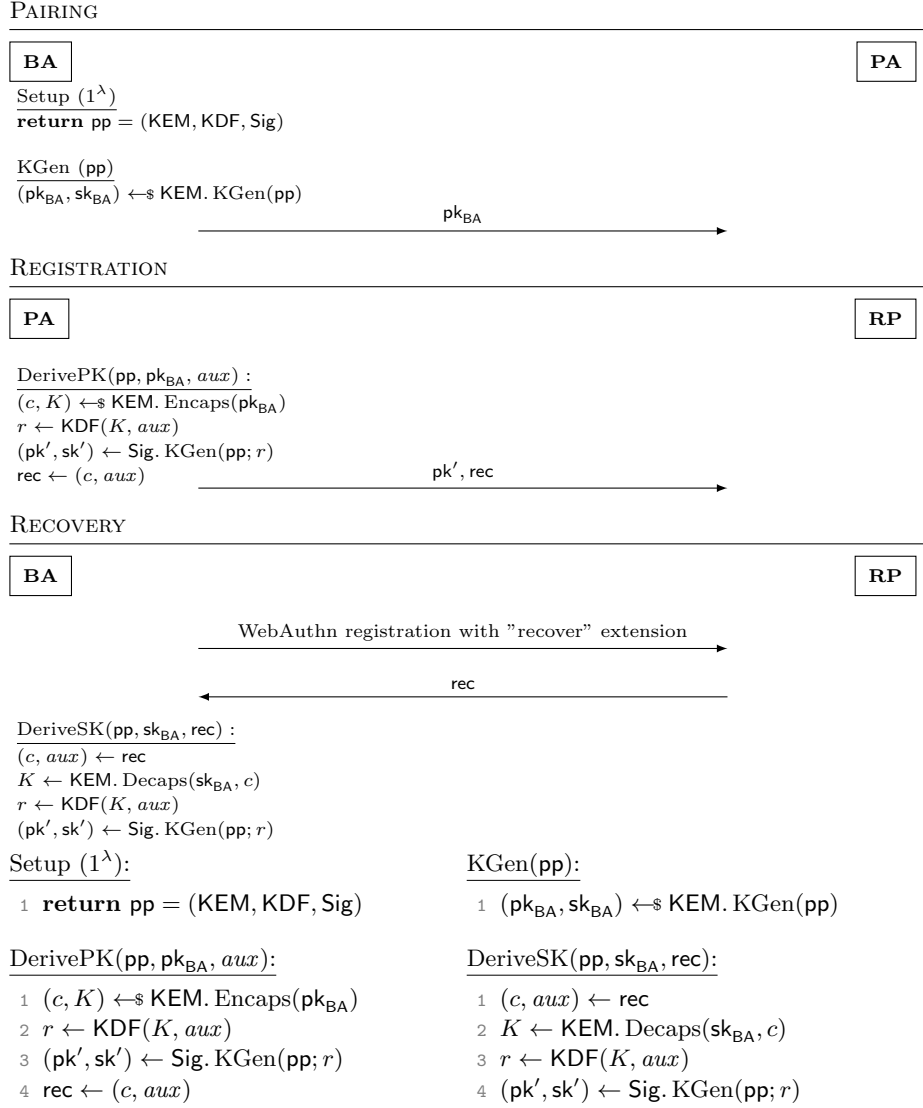 PAIRING
BA PA
Setup (1^λ)
return pp = (KEM, KDF, Sig)
KGen (pp)
(pk_BA, sk_BA) ←$ KEM. KGen(pp)
pk_BA
REGISTRATION
PA RP
DerivePK(pp, pk_BA, aux) :
(c, K) ←$ KEM. Encaps(pk_BA)
r ← KDF(K, aux)
(pk′, sk′) ← Sig. KGen(pp; r)
rec ← (c, aux)
pk′, rec
RECOVERY
BA RP
WebAuthn registration with ”recover” extension
rec
DeriveSK(pp, sk_BA, rec) :
(c, aux) ← rec
K ← KEM. Decaps(sk_BA, c)
r ← KDF(K, aux)
(pk′, sk′) ← Sig. KGen(pp; r)
Setup (1^λ):
1 return pp = (KEM, KDF, Sig)
KGen(pp):
1 (pk_BA, sk_BA) ←$ KEM. KGen(pp)
DerivePK(pp, pk_BA, aux):
1 (c, K) ←$ KEM. Encaps(pk_BA)
2 r ← KDF(K, aux)
3 (pk′, sk′) ← Sig. KGen(pp; r)
4 rec ← (c, aux)
DeriveSK(pp, sk_BA, rec):
1 (c, aux) ← rec
2 K ← KEM. Decaps(sk_BA, c)
3 r ← KDF(K, aux)
4 (pk′, sk′) ← Sig. KGen(pp; r)